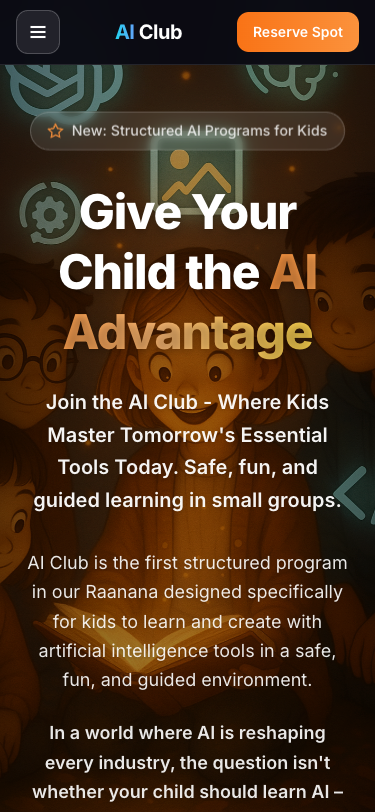 AI Club
Reserve Spot
New: Structured AI Programs for Kids
Give Your
Child the AI
Advantage
Join the AI Club - Where Kids
Master Tomorrow's Essential
Tools Today. Safe, fun, and
guided learning in small groups.
AI Club is the first structured program
in our Raanana designed specifically
for kids to learn and create with
artificial intelligence tools in a safe,
fun, and guided environment.
In a world where AI is reshaping
every industry, the question isn't
whether your child should learn AI –